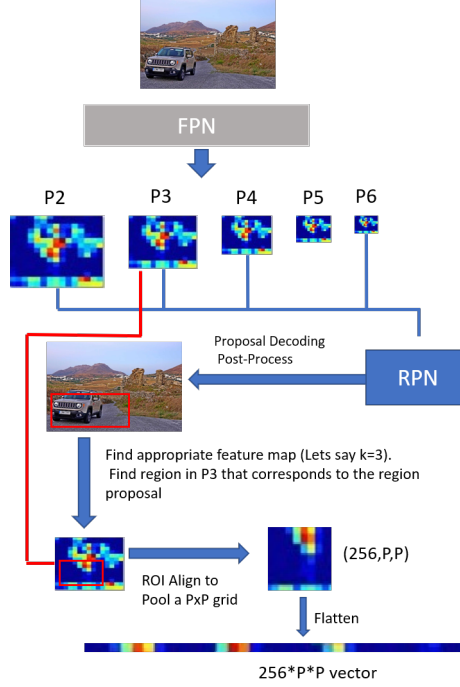 FPN
P2
P3
P4
P5
P6
Proposal Decoding
Post-Process
RPN
Find appropriate feature map (Lets say k=3).
Find region in P3 that corresponds to the region
proposal
(256,P,P)
ROI Align to
Pool a PxP grid
Flatten
256*P*P vector